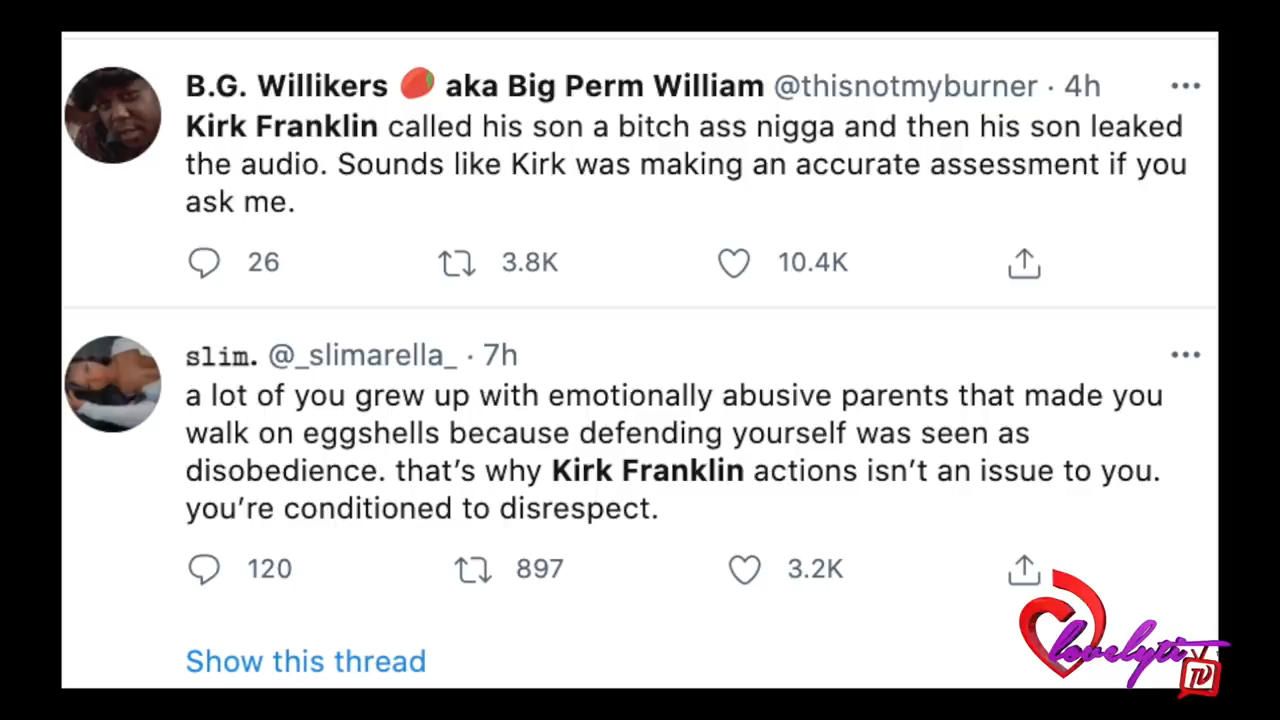 B.G. Willikers 🥭 aka Big Perm William @thisnotmyburner · 4h
Kirk Franklin called his son a bitch ass nigga and then his son leaked
the audio. Sounds like Kirk was making an accurate assessment if you
ask me.
26 3.8K 10.4K
slim. @_slimarella_ · 7h
a lot of you grew up with emotionally abusive parents that made you
walk on eggshells because defending yourself was seen as
disobedience. that’s why Kirk Franklin actions isn’t an issue to you.
you’re conditioned to disrespect.
120 897 3.2K
Show this thread
lovelyti
TV